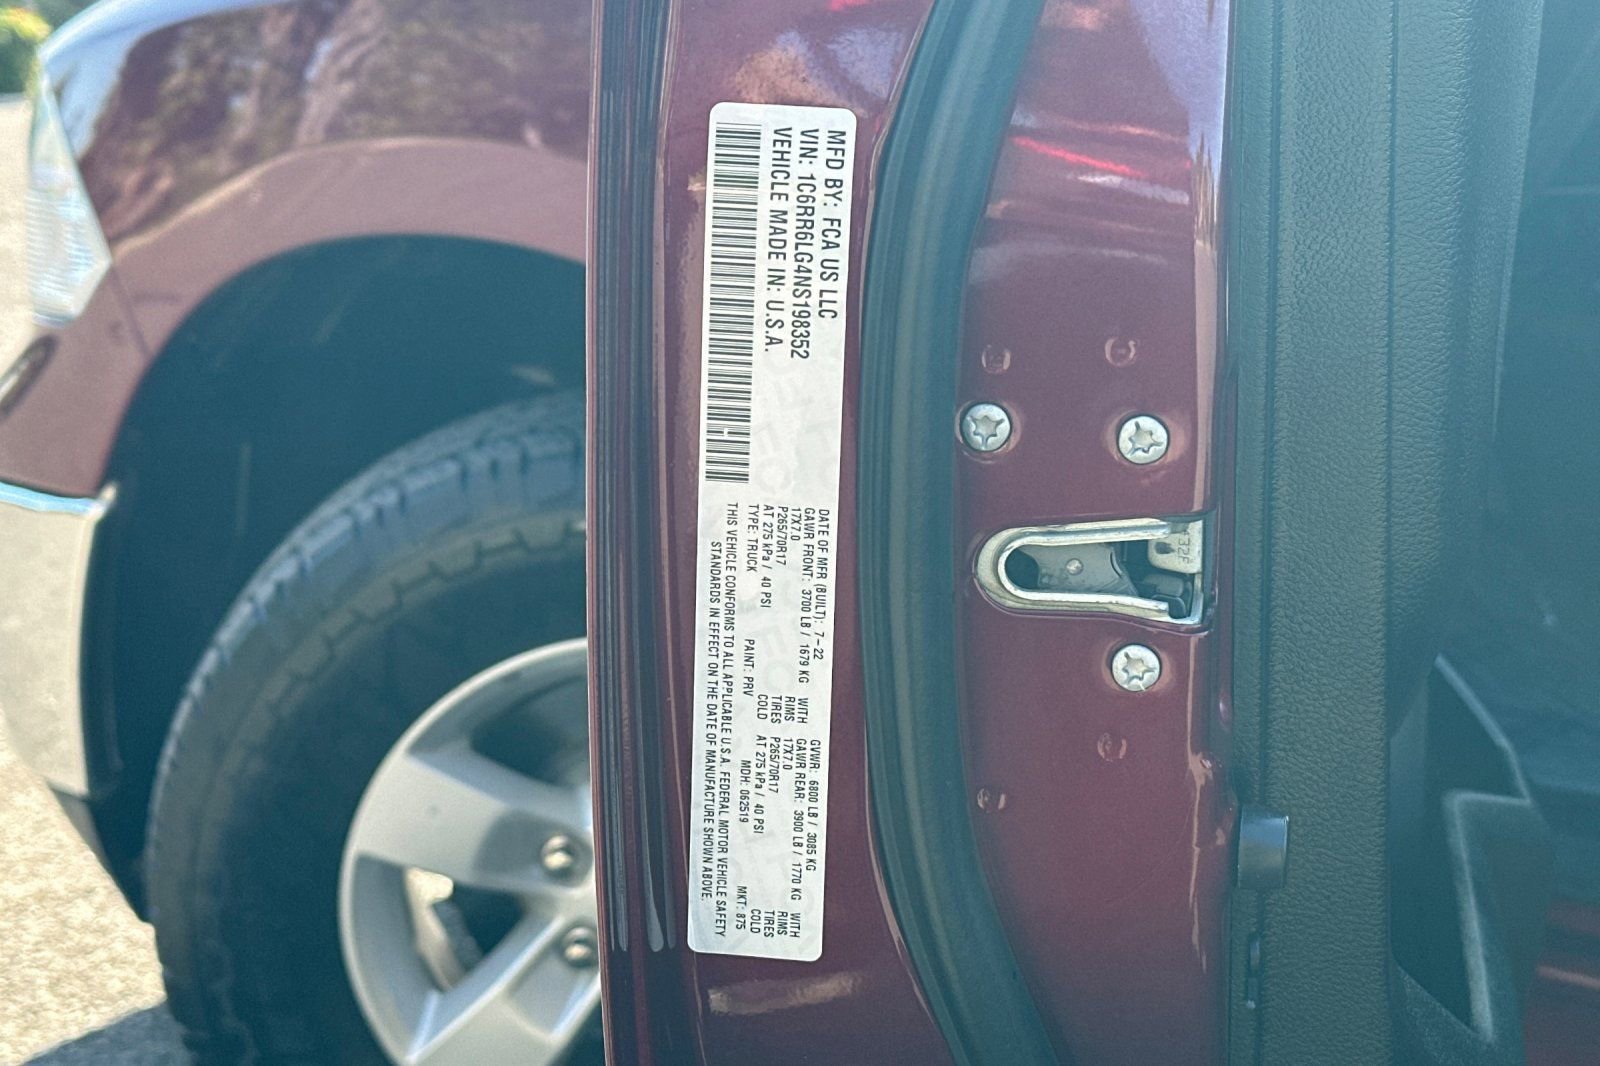 MFD BY: FCA US LLC
VIN: 1C6RR6LG4NS198352
VEHICLE MADE IN: U.S.A.
DATE OF MFR (BUILT): 7-22 GVWR: 6800 LB / 3085 KG
GAWR FRONT: 3700 LB / 1679 KG WITH GAWR REAR: 3900 LB / 1770 KG WITH
17X7.0 RIMS 17X7.0 RIMS
P265/70R17 TIRES P265/70R17 TIRES
AT 275 kPa / 40 PSI COLD AT 275 kPa / 40 PSI COLD
TYPE: TRUCK PAINT: PRV MDH: 062519 MKT: 875
THIS VEHICLE CONFORMS TO ALL APPLICABLE U.S.A. FEDERAL MOTOR VEHICLE SAFETY
STANDARDS IN EFFECT ON THE DATE OF MANUFACTURE SHOWN ABOVE.